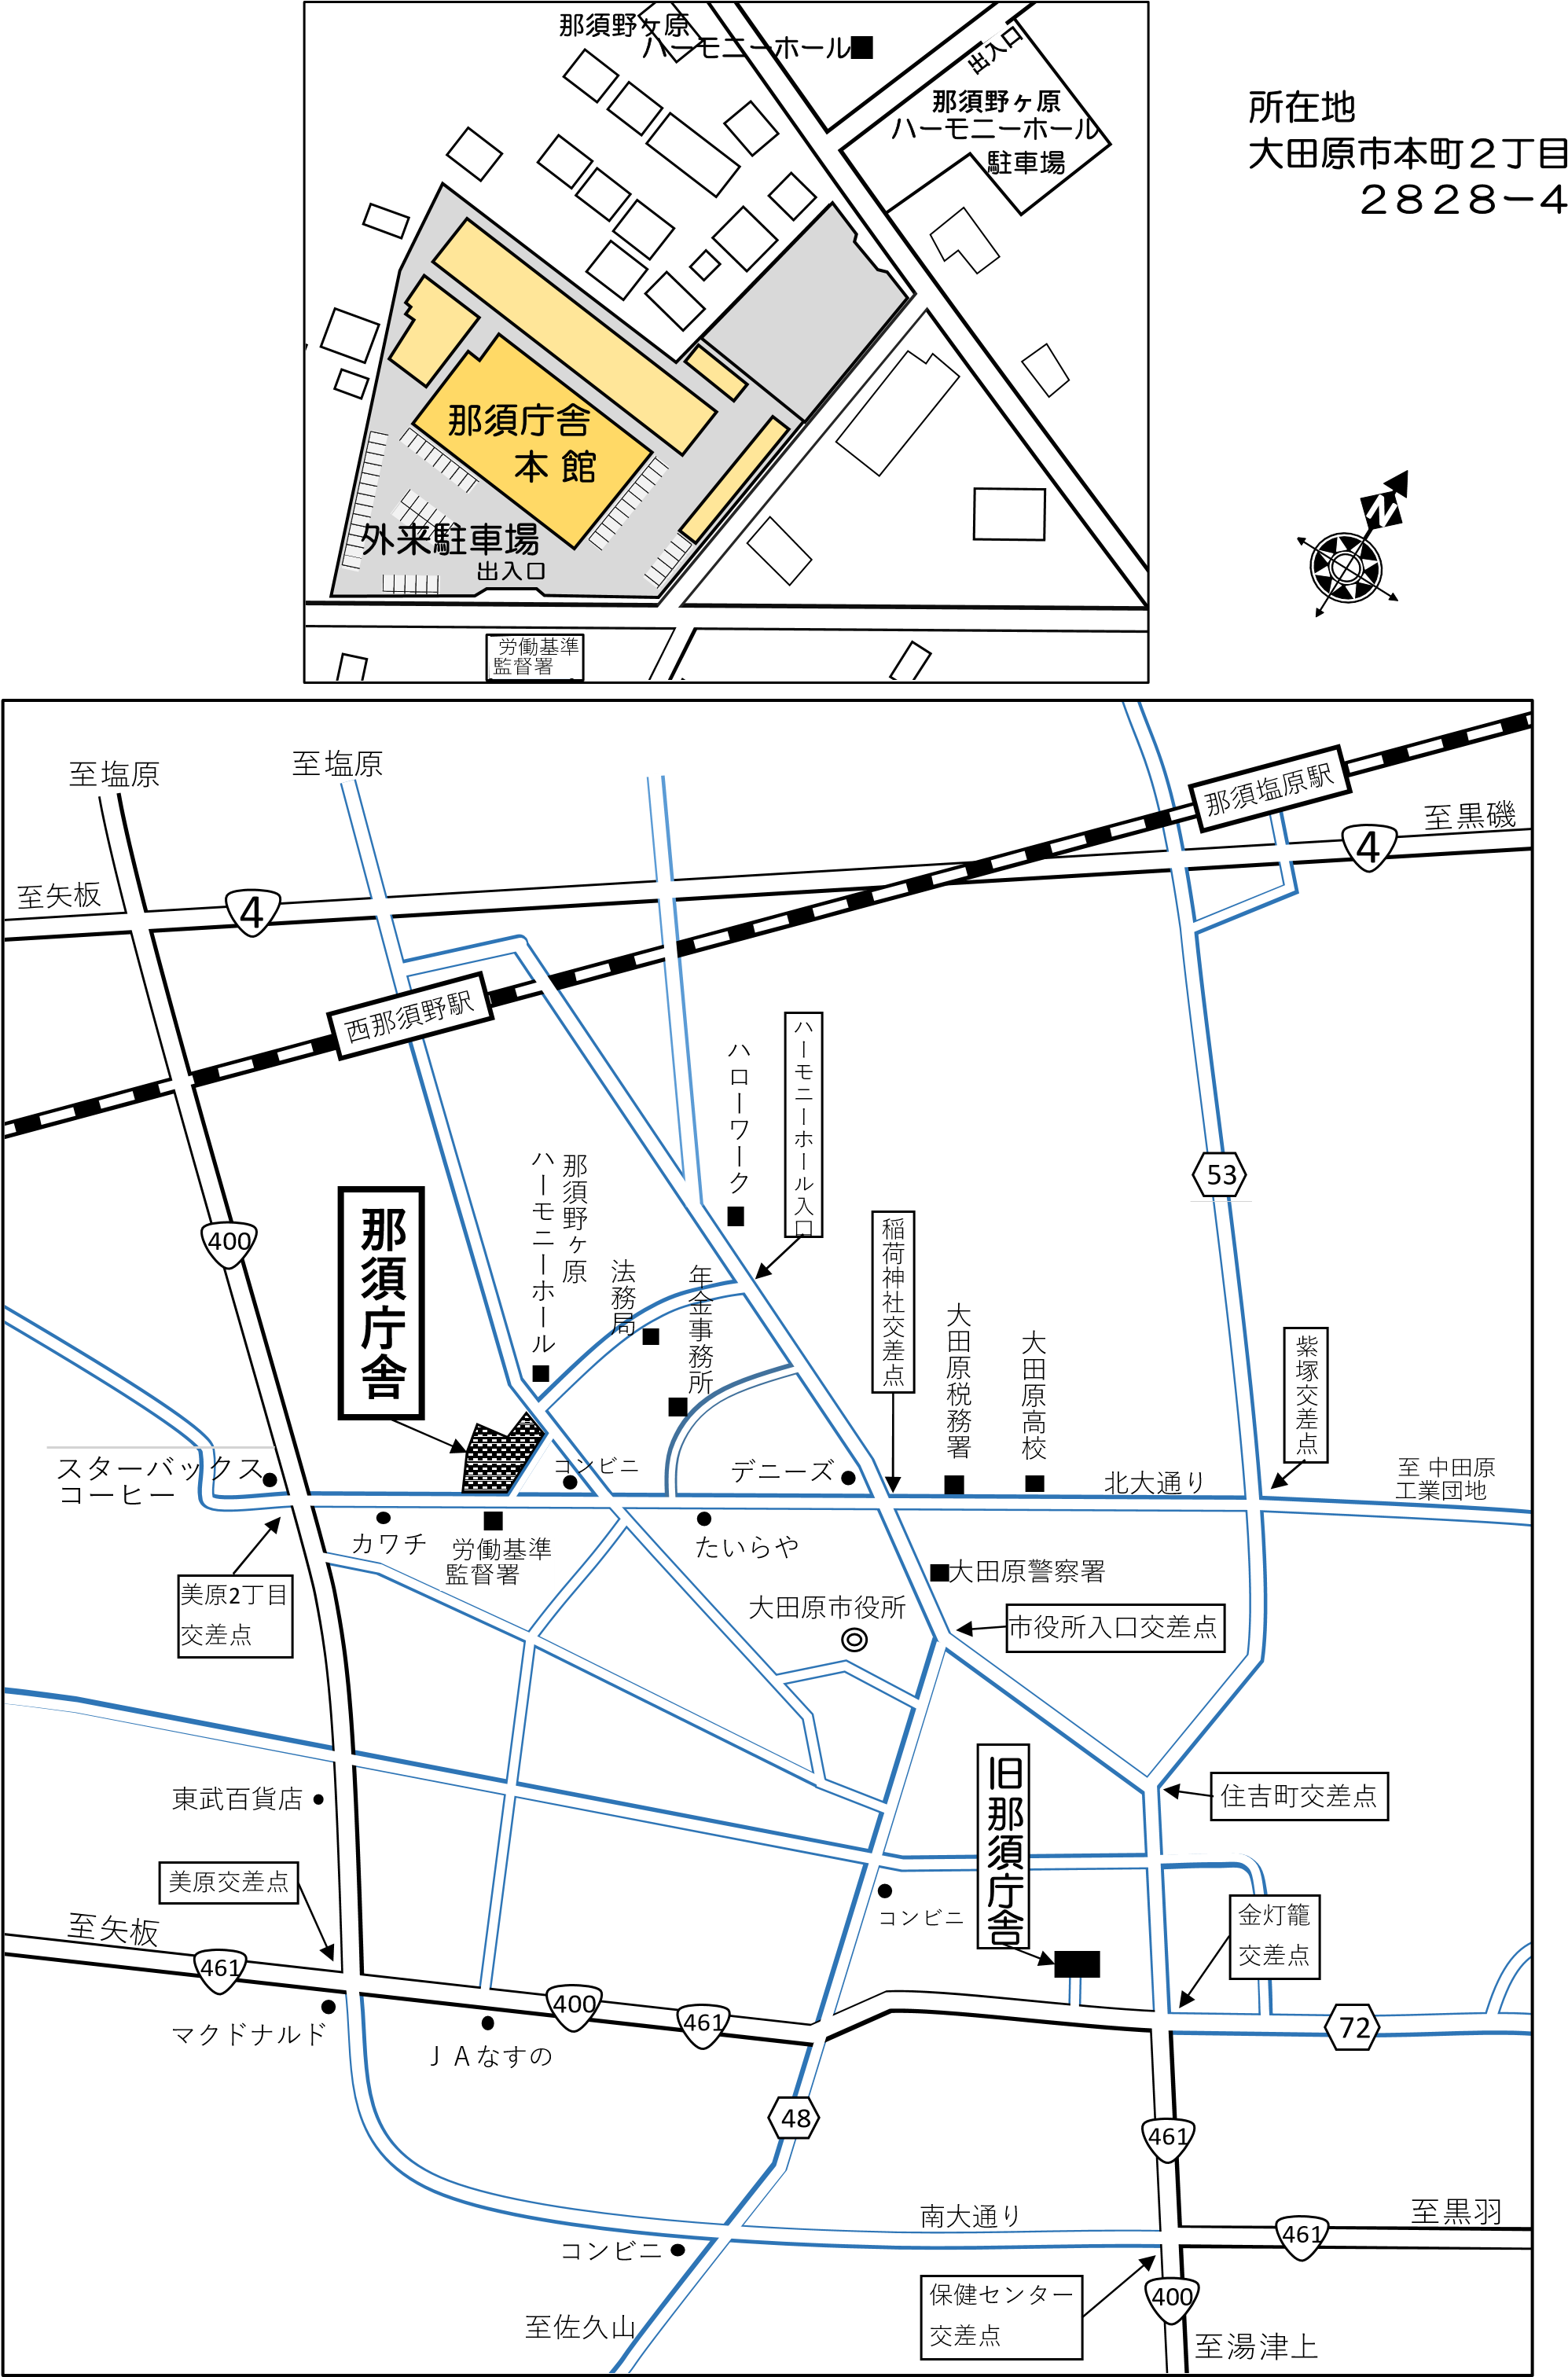 那須野ヶ原
ハーモニーホール
出入口
那須野ヶ原
ハーモニーホール
駐車場
所在地
大田原市本町２丁目
２８２８－４
那須庁舎
本館
外来駐車場
出入口
労働基準
監督署
N
至塩原
至塩原
那須塩原駅
至黒磯
4
至矢板
4
西那須野駅
ハローワーク
ハーモニーホール入口
53
那須庁舎
那須野ヶ原
ハーモニーホール
400
法務局
年金事務所
稲荷神社交差点
大田原税務署
大田原高校
紫塚交差点
スターバックス
コーヒー
コンビニ
デニーズ
北大通り
至 中田原
工業団地
カワチ
労働基準
監督署
たいらや
美原2丁目
交差点
大田原警察署
大田原市役所
市役所入口交差点
東武百貨店
旧那須庁舎
住吉町交差点
美原交差点
コンビニ
金灯籠
交差点
至矢板
461
400
461
72
マクドナルド
ＪＡなすの
48
461
南大通り
至黒羽
461
コンビニ
保健センター
交差点
400
至佐久山
至湯津上